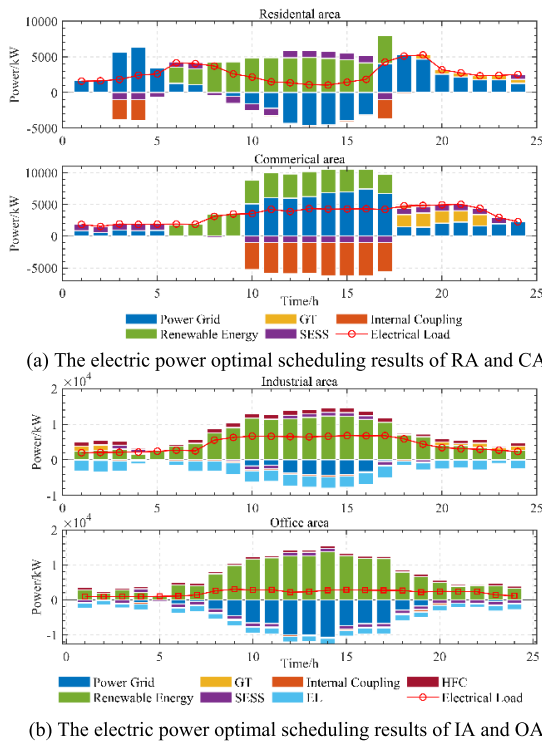 Residental area
10000
5000
0
-5000
Power/kW
0 5 10 15 20 25
Commerical area
10000
5000
0
-5000
Power/kW
0 5 10 15 20 25
Time/h
Power Grid GT Internal Coupling
Renewable Energy SESS Electrical Load
(a) The electric power optimal scheduling results of RA and CA
×10⁴ Industrial area
2
1
0
-1
Power/kW
0 5 10 15 20 25
×10⁴ Office area
2
1
0
-1
Power/kW
0 5 10 15 20 25
Time/h
Power Grid GT Internal Coupling HFC
Renewable Energy SESS EL Electrical Load
(b) The electric power optimal scheduling results of IA and OA